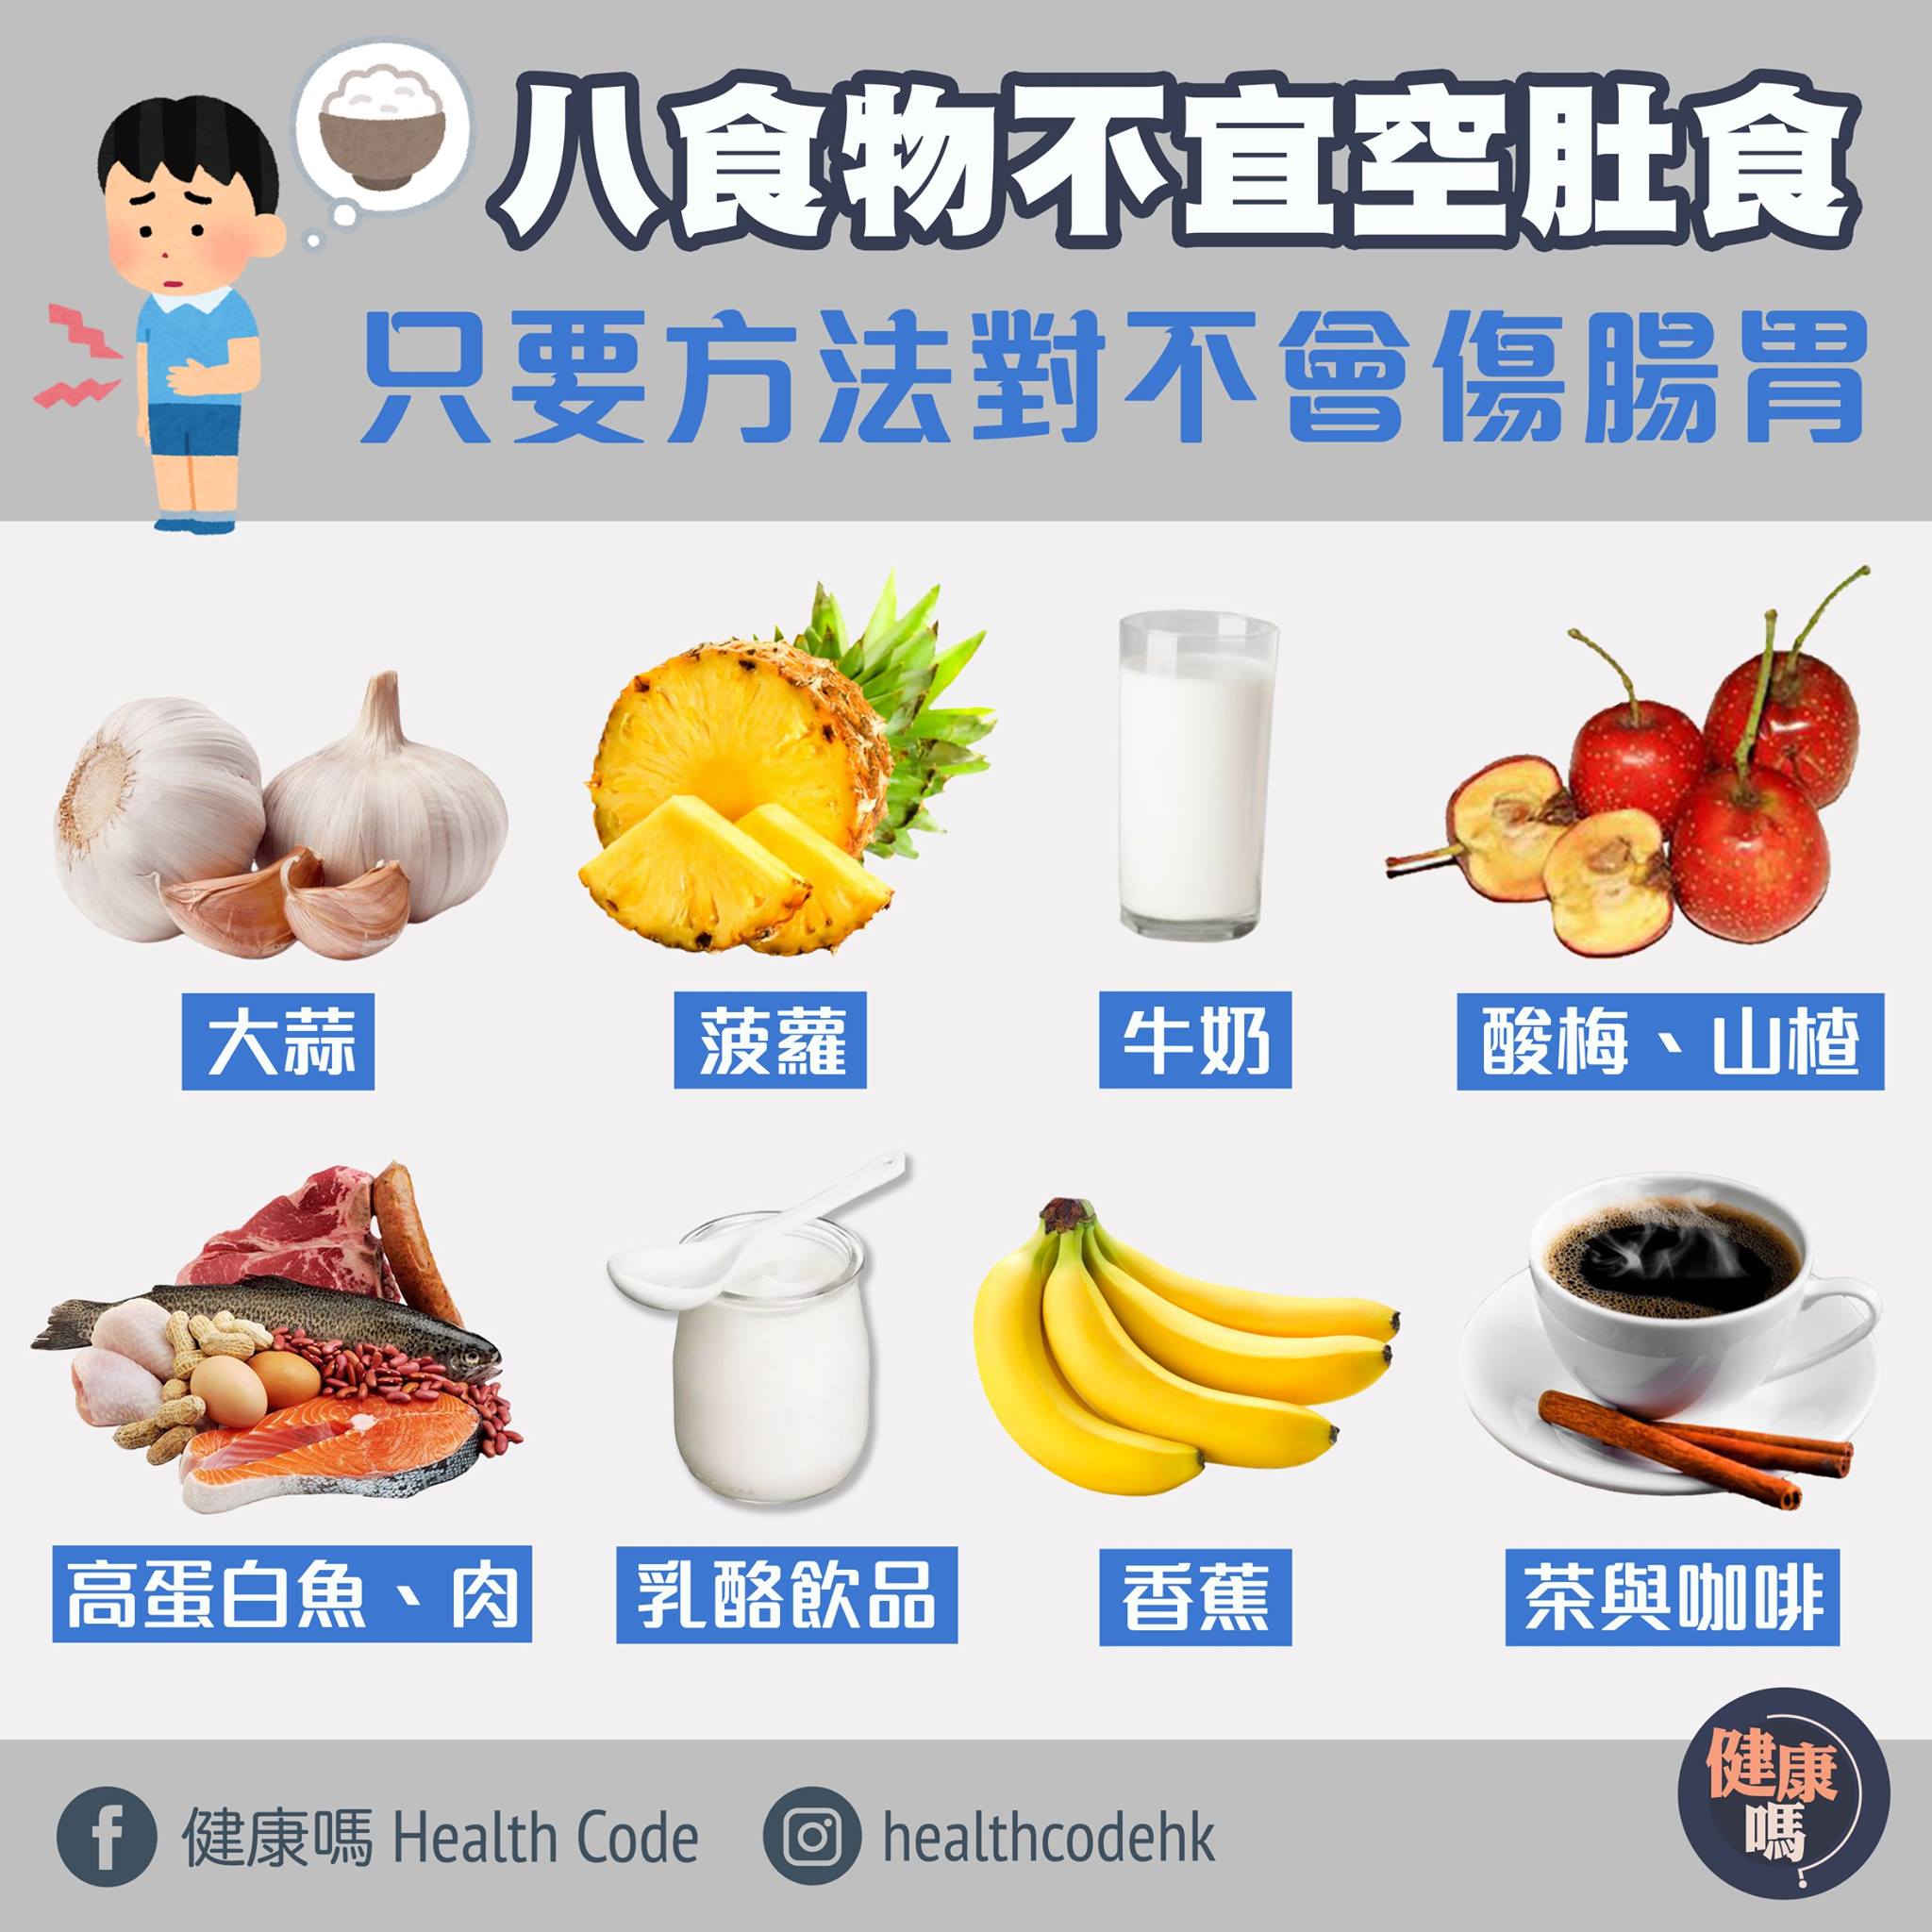 八食物不宜空肚食
只要方法對不會傷腸胃
大蒜
菠蘿
牛奶
酸梅、山楂
高蛋白魚、肉
乳酪飲品
香蕉
茶與咖啡
健康嗎 Health Code
healthcodehk
健康
嗎